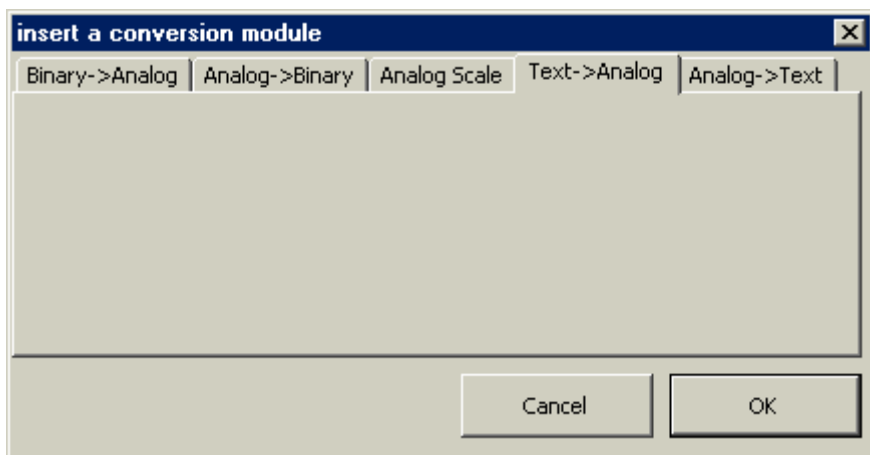 insert a conversion module
Binary->Analog Analog->Binary Analog Scale Text->Analog Analog->Text
Cancel OK